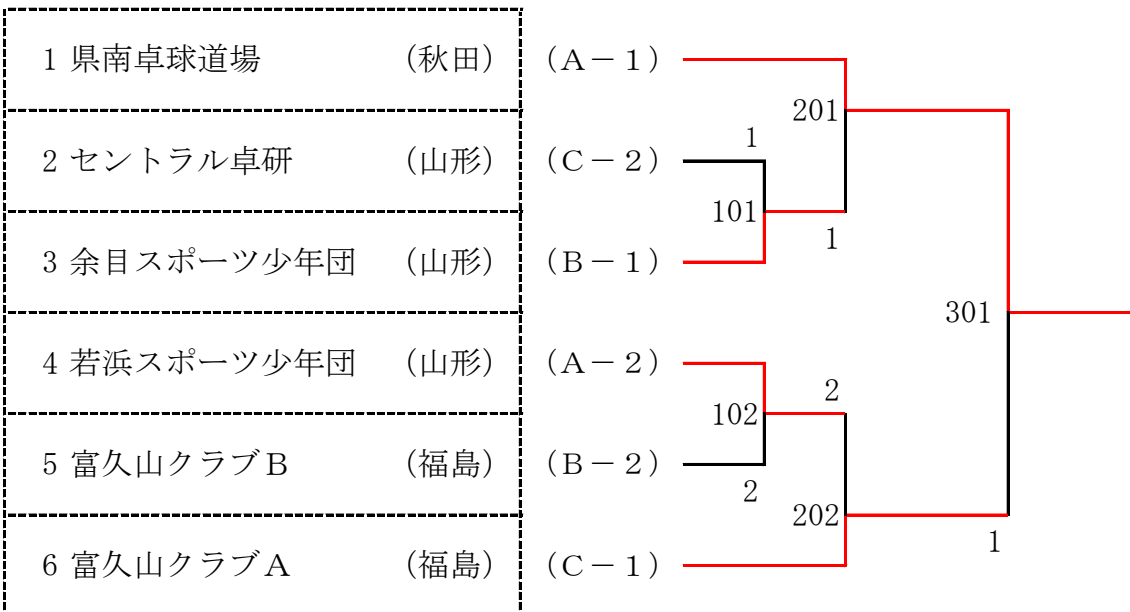 1 県南卓球道場 (秋田) (A－1)
201
1
2 セントラル卓研 (山形) (C－2)
101
1
3 余目スポーツ少年団 (山形) (B－1)
301
4 若浜スポーツ少年団 (山形) (A－2)
2
102
5 富久山クラブB (福島) (B－2)
2
202
1
6 富久山クラブA (福島) (C－1)